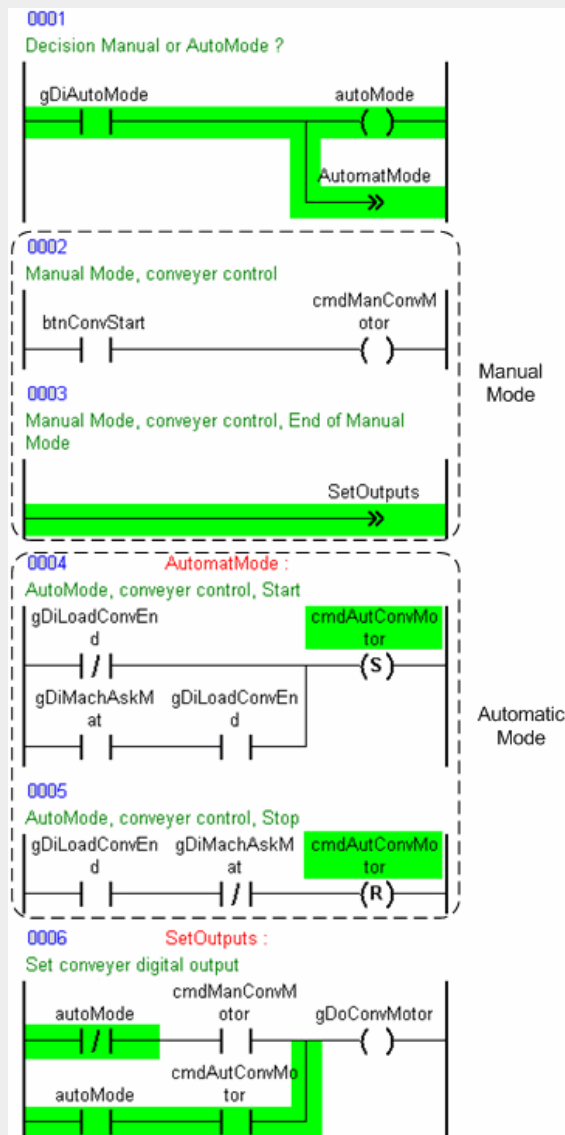 0001
Decision Manual or AutoMode ?
gDiAutoMode
autoMode
( )
AutomatMode
0002
Manual Mode, conveyer control
btnConvStart
cmdManConvM
otor
( )
0003
Manual Mode, conveyer control, End of Manual
Mode
SetOutputs
Manual
Mode
0004 AutomatMode :
AutoMode, conveyer control, Start
gDiLoadConvEn
d
cmdAutConvMo
tor
/
(S)
gDiMachAskM
at
gDiLoadConvEn
d
Automatic
Mode
0005
AutoMode, conveyer control, Stop
gDiLoadConvEn
d
gDiMachAskM
at
cmdAutConvMo
tor
/
(R)
0006 SetOutputs :
Set conveyer digital output
autoMode
cmdManConvM
otor
gDoConvMotor
/
( )
autoMode
cmdAutConvMo
tor